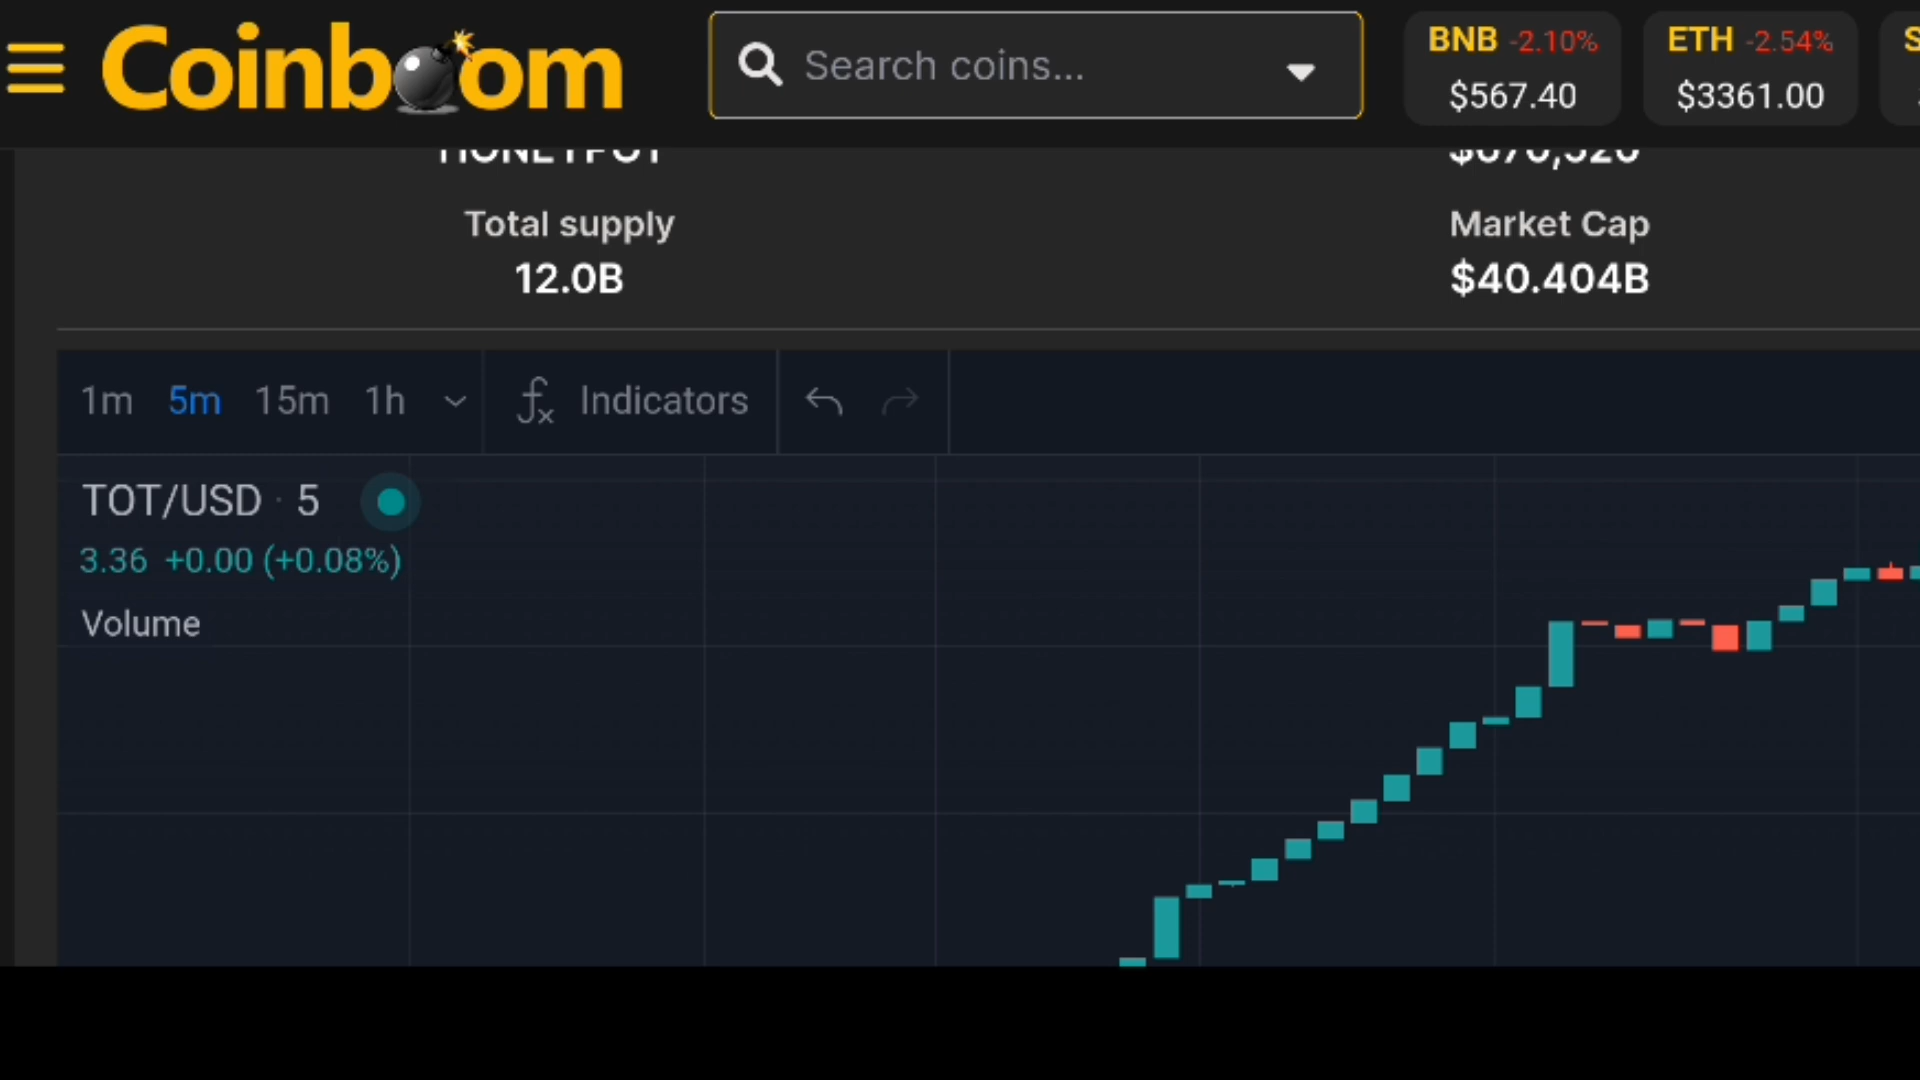 Coinboom
Search coins...
BNB -2.10%
$567.40
ETH -2.54%
$3361.00
HONEYPOT
Total supply
12.0B
Market Cap
$40.404B
1m 5m 15m 1h
Indicators
TOT/USD · 5
3.36 +0.00 (+0.08%)
Volume